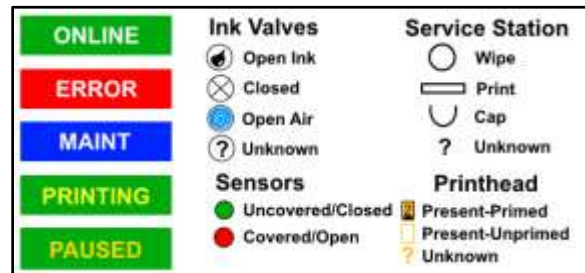 ONLINE
ERROR
MAINT
PRINTING
PAUSED
Ink Valves
Open Ink
Closed
Open Air
? Unknown
Sensors
Uncovered/Closed
Covered/Open
Service Station
Wipe
Print
Cap
? Unknown
Printhead
Present-Primed
Present-Unprimed
? Unknown